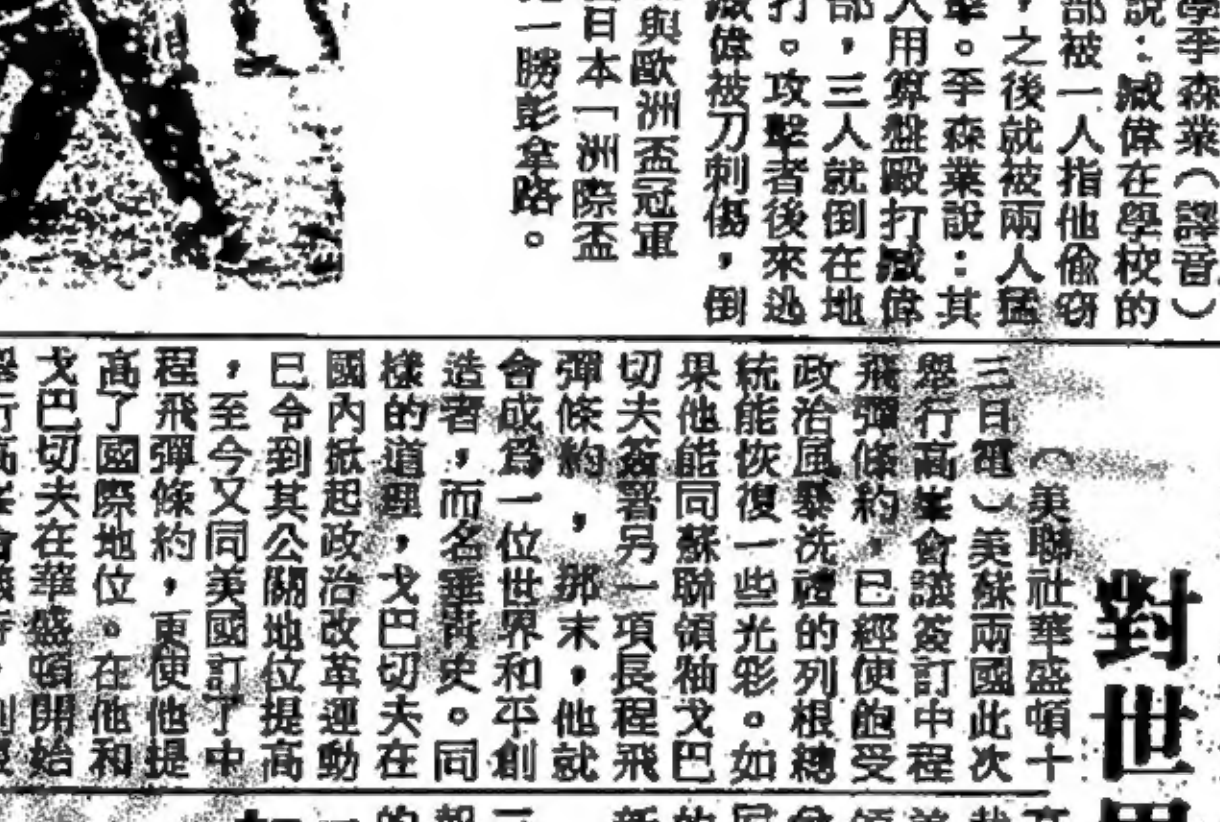 學李森業（譯音）
說：臧偉在學校的
部被一人指他偷窃
，之後就被兩人猛
擊。李森業說：其
人用算盤毆打臧偉
部，三人就倒在地
打。攻擊者後來逃
臧偉被刀刺傷，倒
與歐洲盃冠軍
日本「洲際盃
一勝彭拿路。
對世界
（美聯社華盛頓十
三日電）美蘇兩國此次
舉行高峯會議簽訂中程
飛彈條約，已經使飽受
政治風暴洗禮的列根總
統能恢復一些光彩。如
果他能同蘇聯領袖戈巴
切夫簽署另一項長程飛
彈條約，那末，他就
會成爲一位世界和平創
造者，而名垂靑史。同
樣的道理，戈巴切夫在
國內掀起政治改革運動
已令到其公關地位提高
，至今又同美國訂了中
程飛彈條約，更使他提
高了國際地位。在他和
戈巴切夫在華盛頓開始